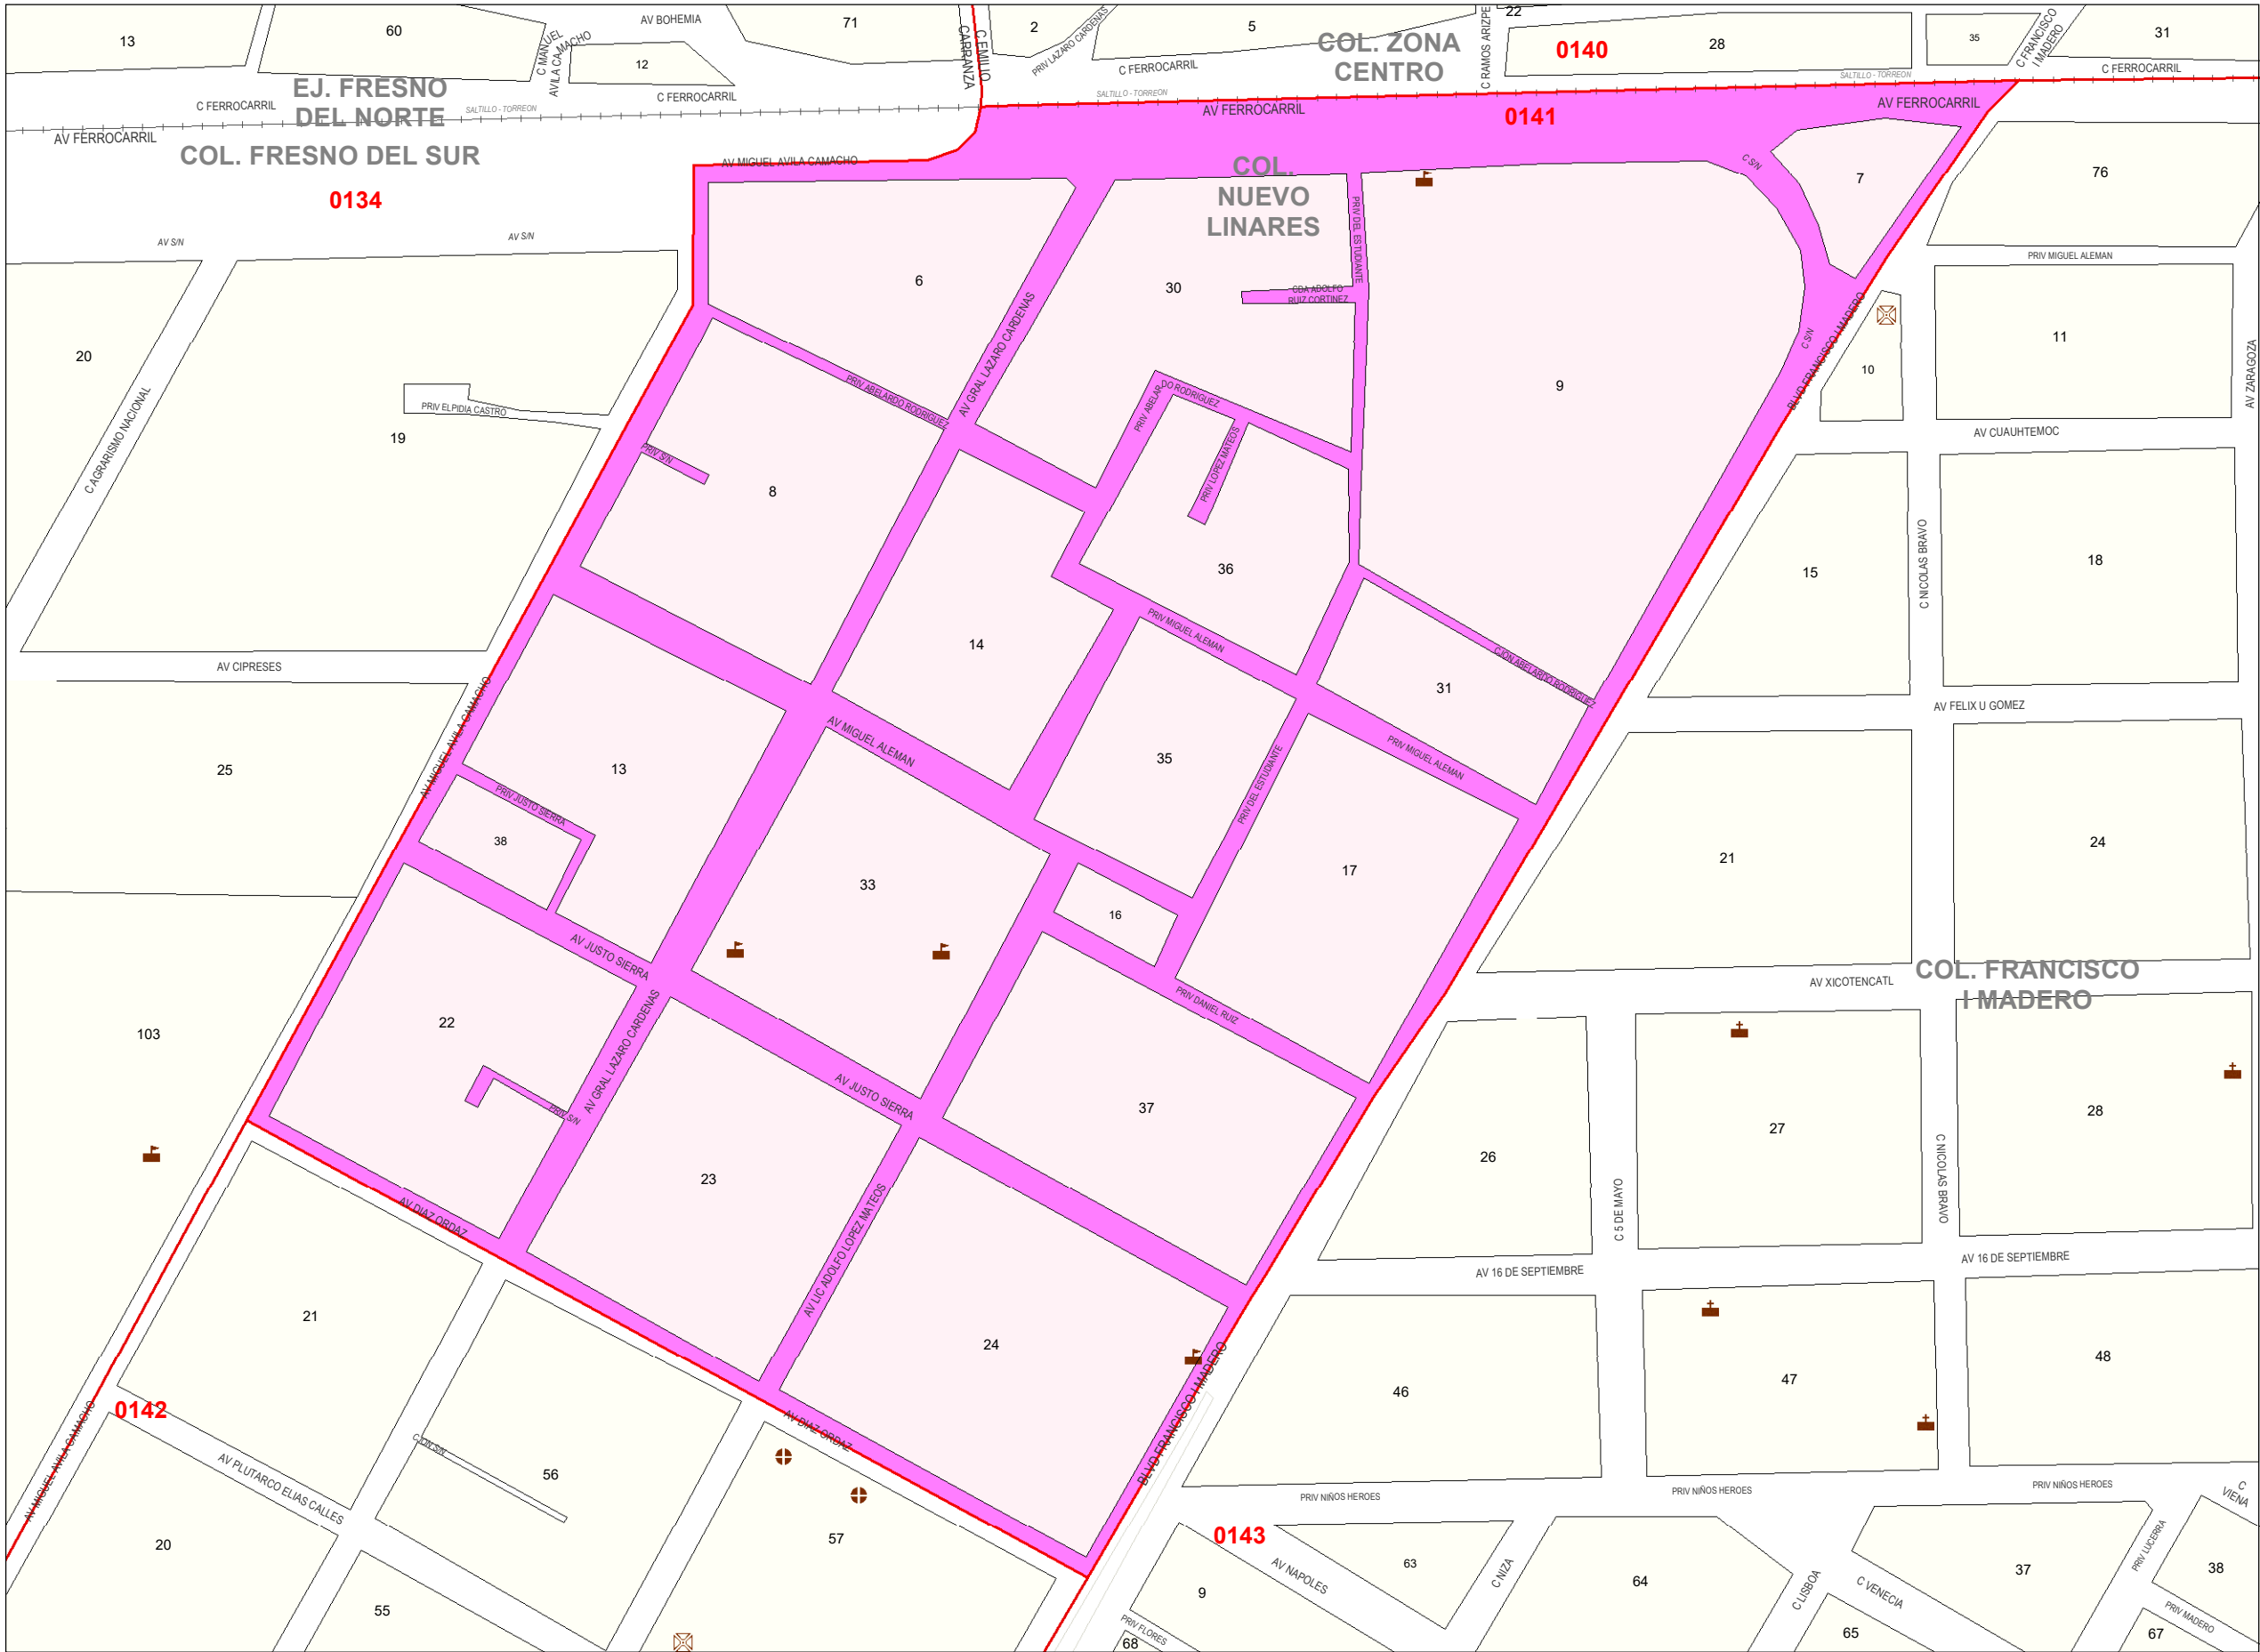 13
60
C MANUEL
AVILA CAMACHO
AV BOHEMIA
12
71
C EMILIO
CARRANZA
2
PRIV LAZARO CARDENAS
5
C RAMOS ARIZPE
22
28
35
C FRANCISCO
I MADERO
31
COL. ZONA
CENTRO
0140
C FERROCARRIL
C FERROCARRIL
C FERROCARRIL
C FERROCARRIL
EJ. FRESNO
DEL NORTE
SALTILLO - TORREON
SALTILLO - TORREON
SALTILLO - TORREON
AV FERROCARRIL
AV FERROCARRIL
AV FERROCARRIL
0141
COL. FRESNO DEL SUR
0134
AV MIGUEL AVILA CAMACHO
COL.
NUEVO
LINARES
C S/N
7
76
AV S/N
AV S/N
PRIV MIGUEL ALEMAN
6
30
PRIV DEL ESTUDIANTE
CDA ADOLFO
RUIZ CORTINEZ
AV GRAL LAZARO CARDENAS
9
C S/N
BLVD FRANCISCO I MADERO
10
11
AV ZARAGOZA
20
C AGRARISMO NACIONAL
PRIV ELPIDIA CASTRO
19
PRIV ABELARDO RODRIGUEZ
PRIV ABELARDO RODRIGUEZ
PRIV LOPEZ MATEOS
AV CUAUHTEMOC
PRIV S/N
8
36
15
C NICOLAS BRAVO
18
14
PRIV MIGUEL ALEMAN
AV CIPRESES
CJON ABELARDO RODRIGUEZ
31
AV FELIX U GOMEZ
AV MIGUEL AVILA CAMACHO
AV MIGUEL ALEMAN
PRIV MIGUEL ALEMAN
25
13
35
PRIV DEL ESTUDIANTE
PRIV JUSTO SIERRA
38
33
17
21
24
16
AV JUSTO SIERRA
COL. FRANCISCO
I MADERO
AV XICOTENCATL
103
22
AV GRAL LAZARO CARDENAS
PRIV DANIEL RUIZ
AV JUSTO SIERRA
PRIV S/N
37
26
27
28
C 5 DE MAYO
C NICOLAS BRAVO
23
AV DIAZ ORDAZ
AV LIC ADOLFO LOPEZ MATEOS
AV 16 DE SEPTIEMBRE
AV 16 DE SEPTIEMBRE
21
24
BLVD FRANCISCO I MADERO
46
47
48
0142
AV MIGUEL AVILA CAMACHO
AV DIAZ ORDAZ
CJON S/N
AV PLUTARCO ELIAS CALLES
56
PRIV NIÑOS HEROES
PRIV NIÑOS HEROES
PRIV NIÑOS HEROES
C
VIENA
20
57
0143
AV NAPOLES
63
C NIZA
64
C LISBOA
C VENECIA
37
PRIV LUCERRA
38
55
9
PRIV FLORES
68
65
PRIV MADERO
67